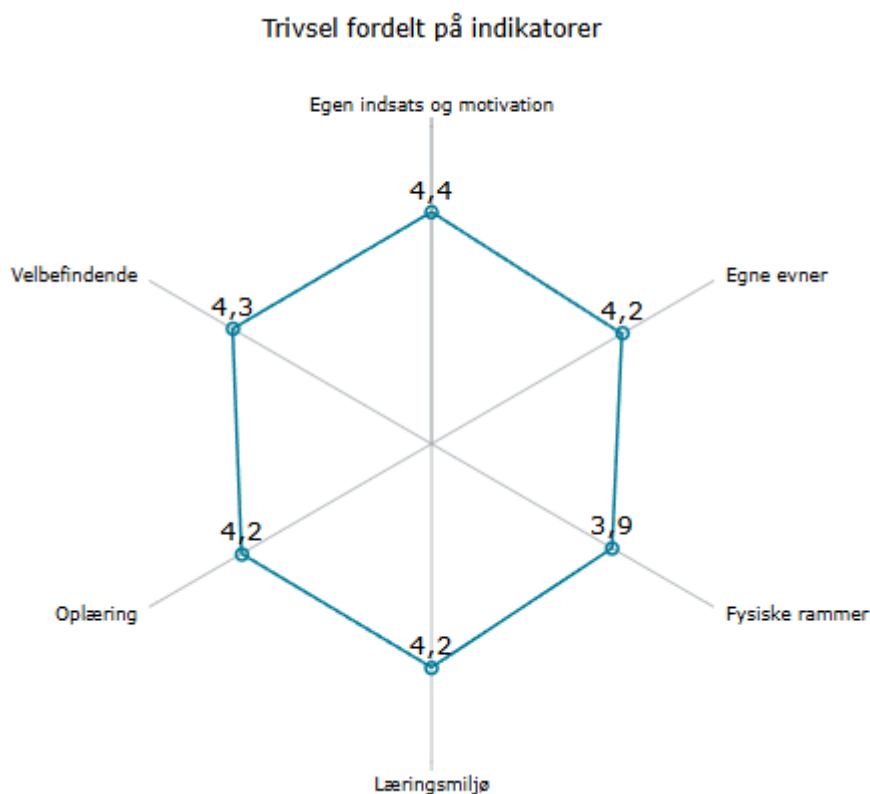 Trivsel fordelt på indikatorer
Egen indsats og motivation
4,4
Velbefindende
Egne evner
4,3
4,2
4,2
3,9
Oplæring
Fysiske rammer
4,2
Læringsmiljø